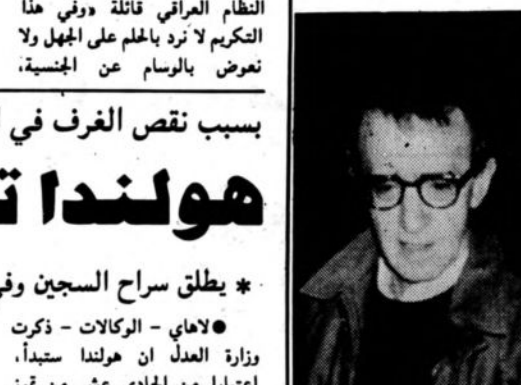 النظام العراقي قائلة «وفي هذا
التكريم لا نرد بالحلم على الجهل ولا
نعوض بالوسام عن الجنسية،
بسبب نقص الغرف في
هولندا
* يطلق سراح السجين وفي
●لاهاي - الوكالات - ذكرت
وزارة العدل ان هولندا ستبدأ،